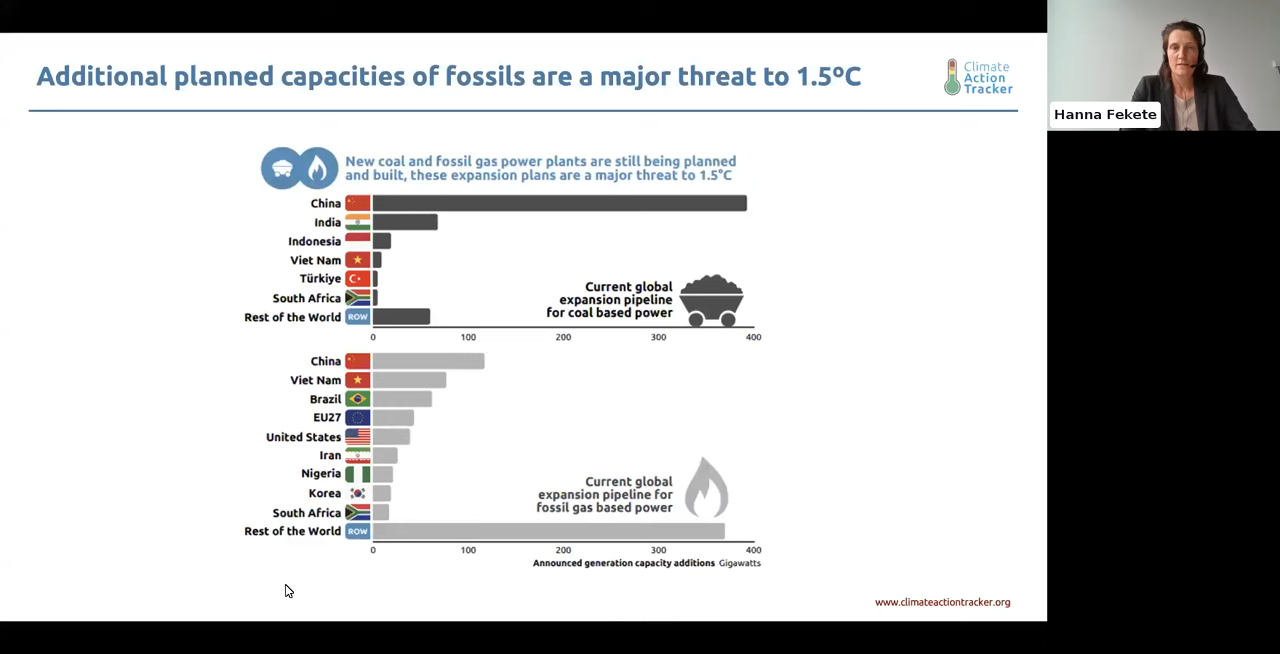 Additional planned capacities of fossils are a major threat to 1.5ºC
Climate
Action
Tracker
Hanna Fekete
New coal and fossil gas power plants are still being planned
and built, these expansion plans are a major threat to 1.5°C
China
India
Indonesia
Viet Nam
Türkiye
South Africa
Rest of the World ROW
Current global
expansion pipeline
for coal based power
0 100 200 300 400
China
Viet Nam
Brazil
EU27
United States
Iran
Nigeria
Korea
South Africa
Rest of the World ROW
Current global
expansion pipeline for
fossil gas based power
0 100 200 300 400
Announced generation capacity additions Gigawatts
www.climateactiontracker.org